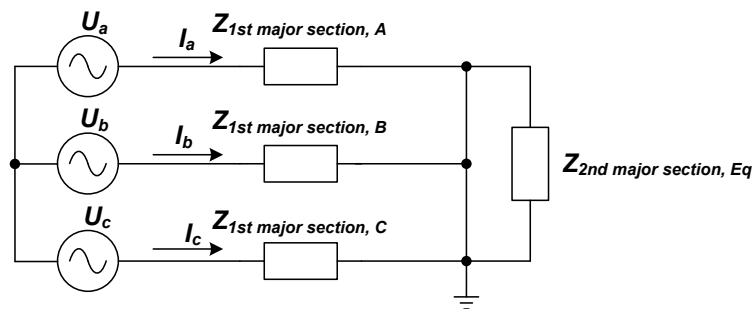 Ua
Ia
Z1st major section, A
Ub
Ib
Z1st major section, B
Z2nd major section, Eq
Uc
Ic
Z1st major section, C